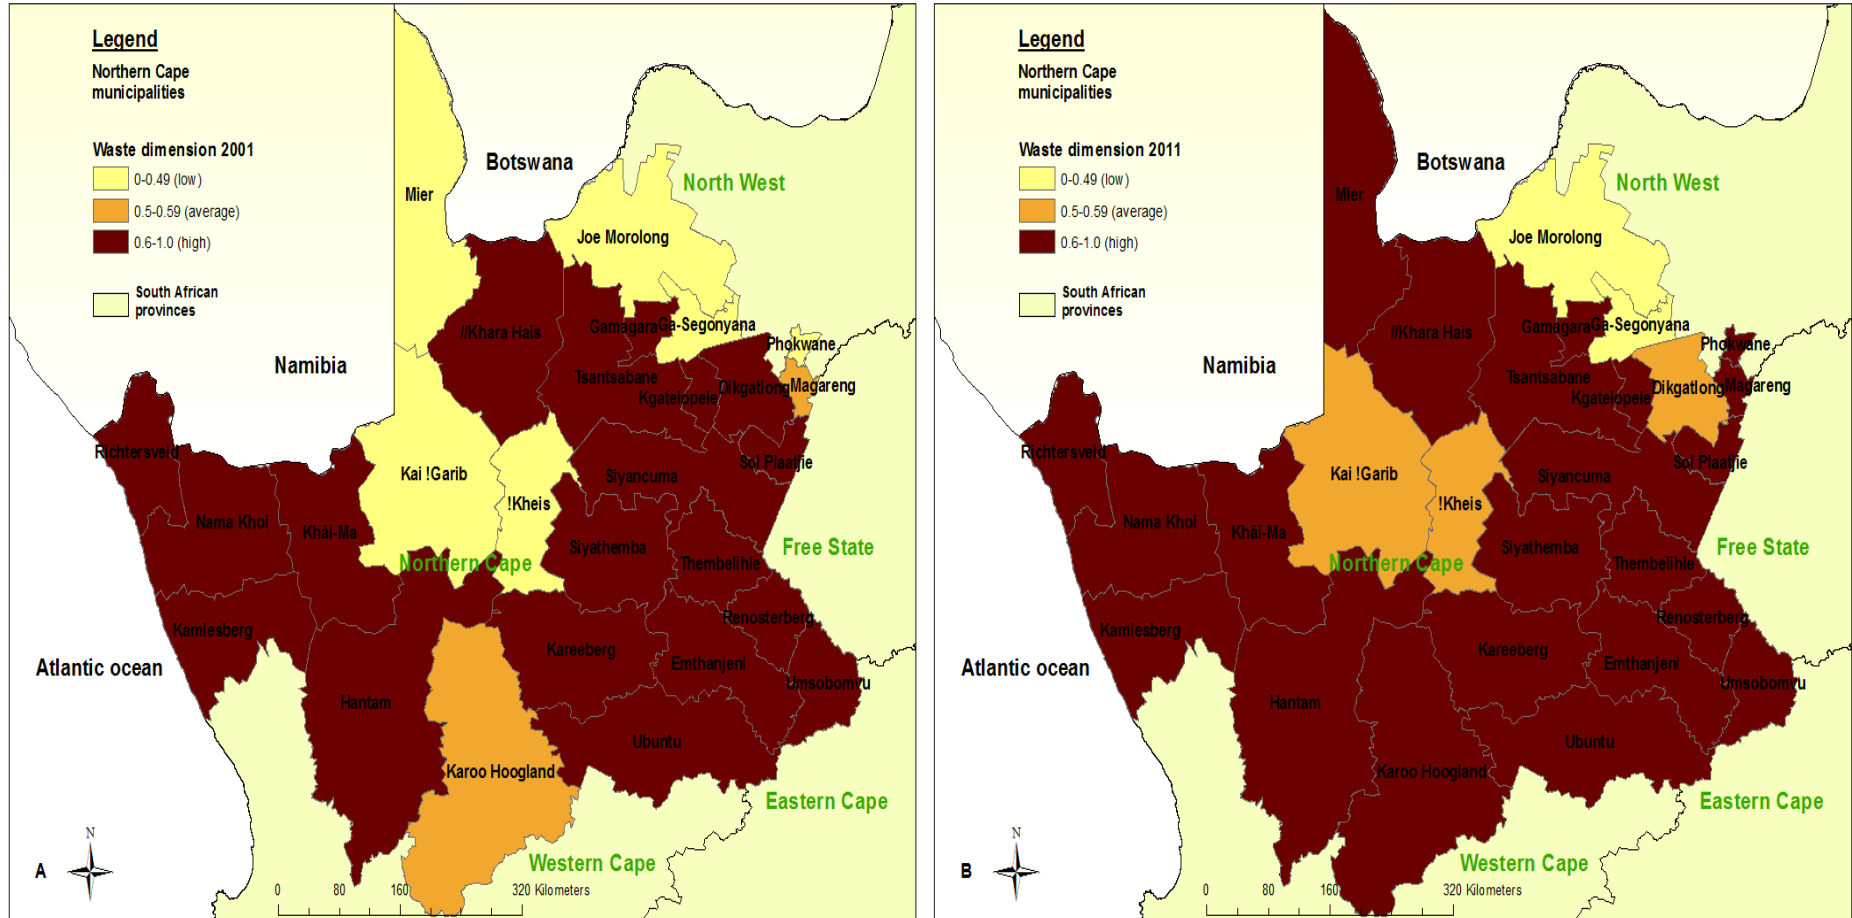 Legend
Northern Cape
municipalities
Waste dimension 2001
0-0.49 (low)
0.5-0.59 (average)
0.6-1.0 (high)
South African
provinces
Botswana
North West
Mier
Joe Morolong
//Khara Hais
Gamagara
Ga-Segonyana
Phokwane
Namibia
Tsantsabane
Kgatelopele
Dikgatlong
Magareng
Richtersveld
Kai !Garib
Sol Plaatjie
Siyancuma
!Kheis
Nama Khoi
Khâi-Ma
Siyathemba
Free State
Northern Cape
Thembelihle
Renosterberg
Kamiesberg
Kareeberg
Emthanjeni
Atlantic ocean
Umsobomvu
Hantam
Ubuntu
Karoo Hoogland
Eastern Cape
N
Western Cape
A
0 80 160 320 Kilometers
Legend
Northern Cape
municipalities
Waste dimension 2011
0-0.49 (low)
0.5-0.59 (average)
0.6-1.0 (high)
South African
provinces
Botswana
North West
Mier
Joe Morolong
//Khara Hais
Gamagara
Ga-Segonyana
Phokwane
Namibia
Tsantsabane
Kgatelopele
Dikgatlong
Magareng
Richtersveld
Kai !Garib
Sol Plaatjie
Siyancuma
!Kheis
Nama Khoi
Khâi-Ma
Siyathemba
Free State
Northern Cape
Thembelihle
Renosterberg
Kamiesberg
Kareeberg
Emthanjeni
Atlantic ocean
Umsobomvu
Hantam
Ubuntu
Karoo Hoogland
Eastern Cape
N
Western Cape
B
0 80 160 320 Kilometers